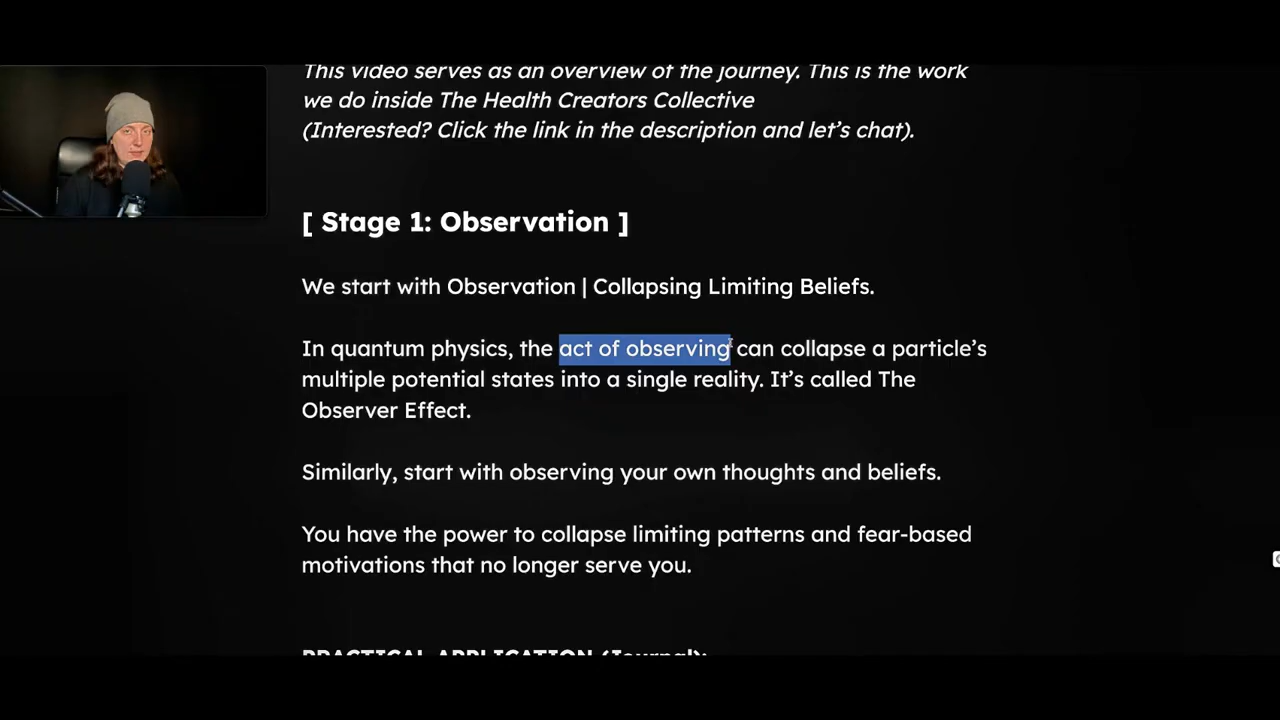 This video serves as an overview of the journey. This is the work
we do inside The Health Creators Collective
(Interested? Click the link in the description and let's chat).
[ Stage 1: Observation ]
We start with Observation | Collapsing Limiting Beliefs.
In quantum physics, the act of observing can collapse a particle's
multiple potential states into a single reality. It's called The
Observer Effect.
Similarly, start with observing your own thoughts and beliefs.
You have the power to collapse limiting patterns and fear-based
motivations that no longer serve you.
PRACTICAL APPLICATION (Journal):